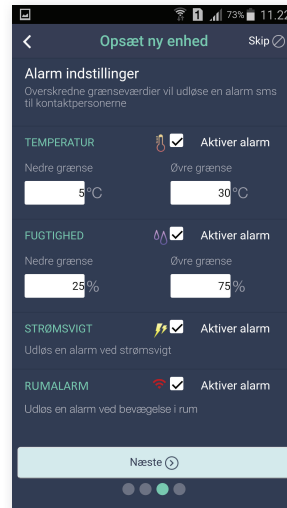 1 73% 11.22
Opsæt ny enhed Skip
Alarm indstillinger
Overskredne grænseværdier vil udløse en alarm sms
til kontaktpersonerne
TEMPERATUR Aktiver alarm
Nedre grænse Øvre grænse
5 °C 30 °C
FUGTIGHED Aktiver alarm
Nedre grænse Øvre grænse
25 % 75 %
STRØMSVIGT Aktiver alarm
Udløs en alarm ved strømsvigt
RUMALARM Aktiver alarm
Udløs en alarm ved bevægelse i rum
Næste